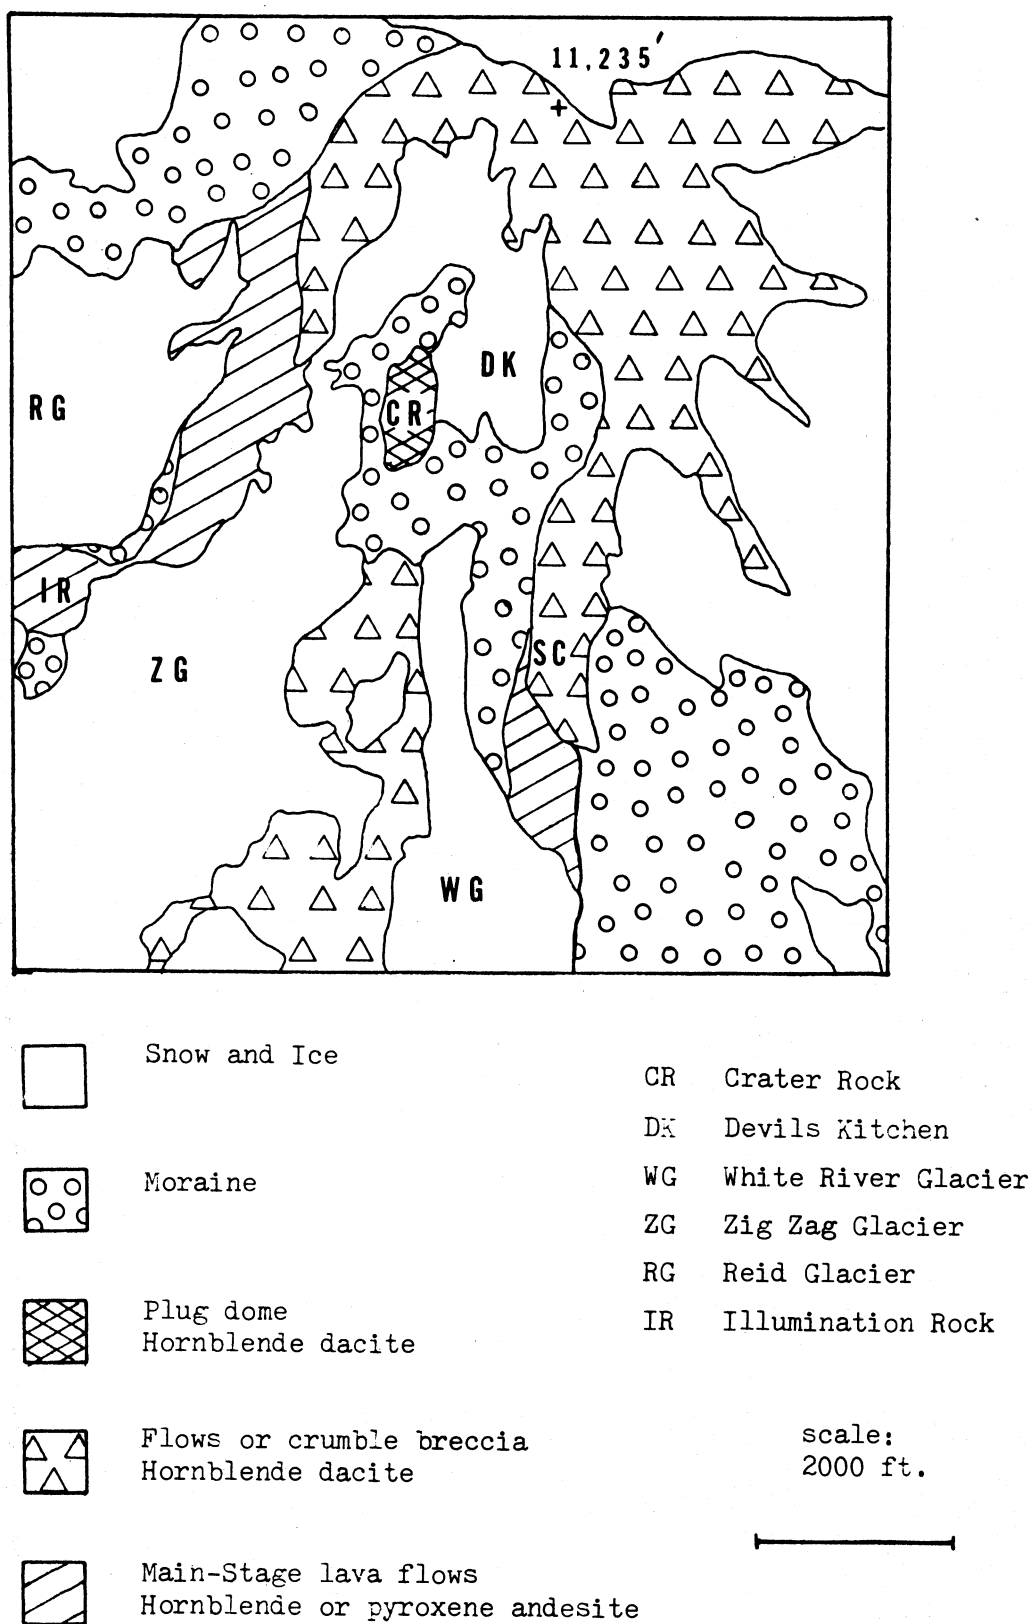 11,235′
DK
CR
RG
IR
SC
ZG
WG
Snow and Ice
Moraine
Plug dome
Hornblende dacite
Flows or crumble breccia
Hornblende dacite
Main-Stage lava flows
Hornblende or pyroxene andesite
CR Crater Rock
DK Devils Kitchen
WG White River Glacier
ZG Zig Zag Glacier
RG Reid Glacier
IR Illumination Rock
scale:
2000 ft.